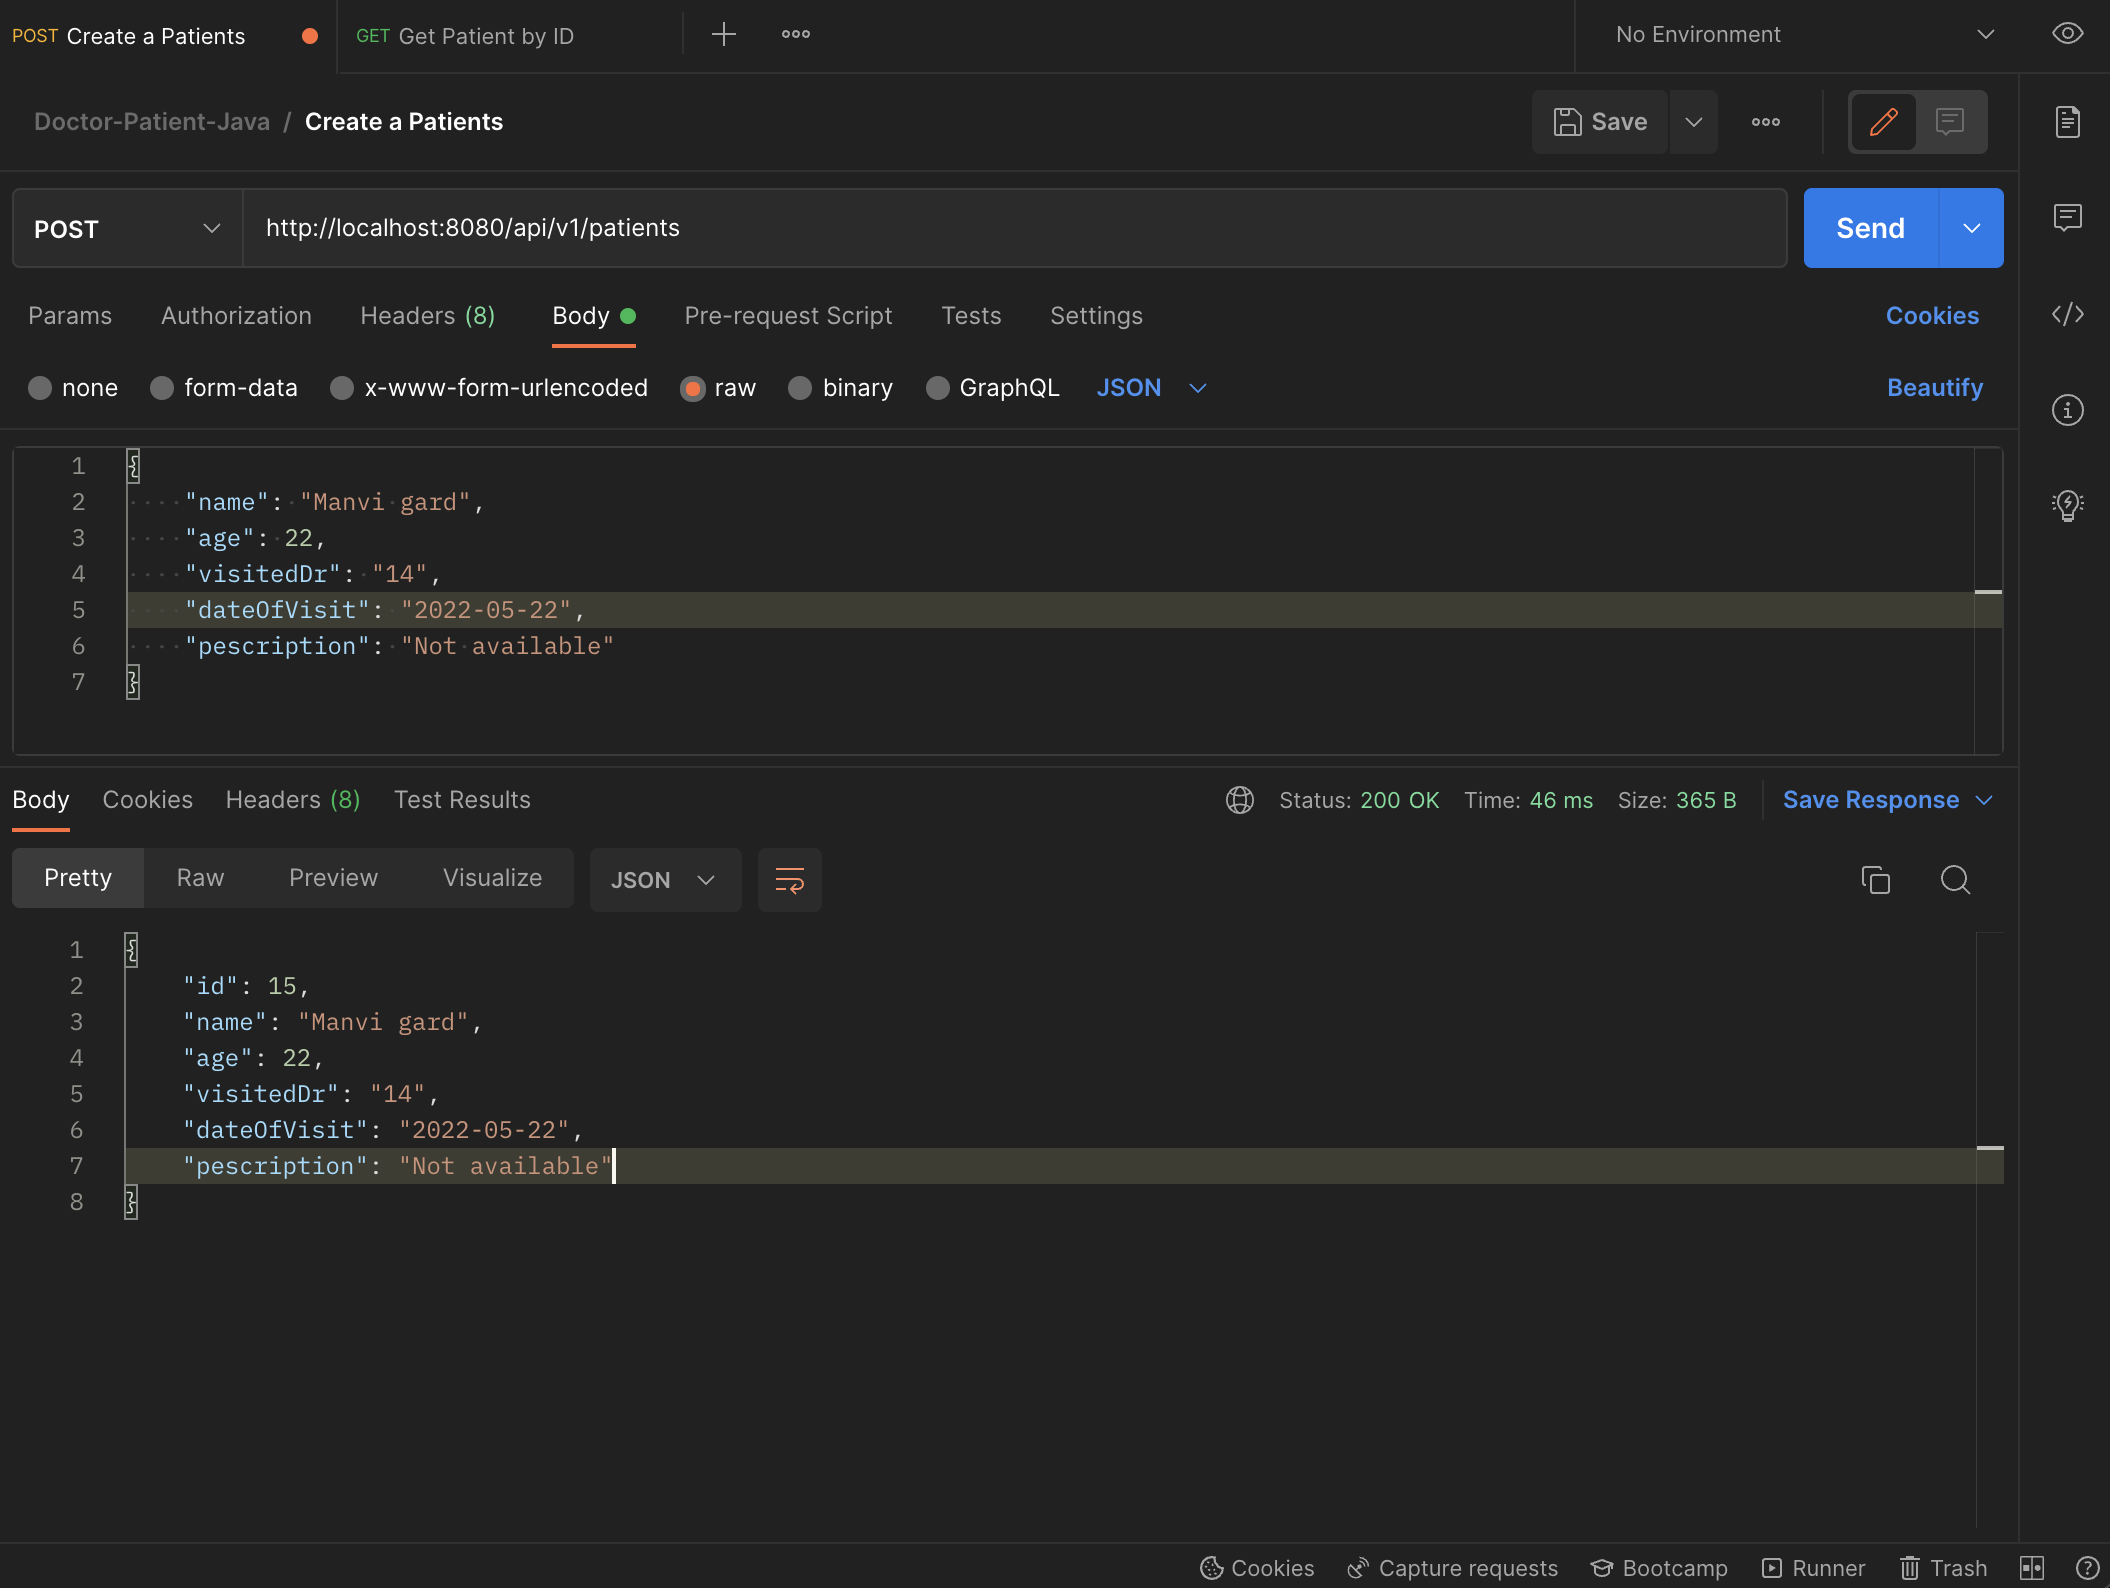 POST Create a Patients GET Get Patient by ID No Environment
Doctor-Patient-Java / Create a Patients Save
POST http://localhost:8080/api/v1/patients Send
Params Authorization Headers (8) Body Pre-request Script Tests Settings Cookies
none form-data x-www-form-urlencoded raw binary GraphQL JSON Beautify
1 {
2 "name": "Manvi gard",
3 "age": 22,
4 "visitedDr": "14",
5 "dateOfVisit": "2022-05-22",
6 "pescription": "Not available"
7 }
Body Cookies Headers (8) Test Results Status: 200 OK Time: 46 ms Size: 365 B Save Response
Pretty Raw Preview Visualize JSON
1 {
2 "id": 15,
3 "name": "Manvi gard",
4 "age": 22,
5 "visitedDr": "14",
6 "dateOfVisit": "2022-05-22",
7 "pescription": "Not available"
8 }
Cookies Capture requests Bootcamp Runner Trash